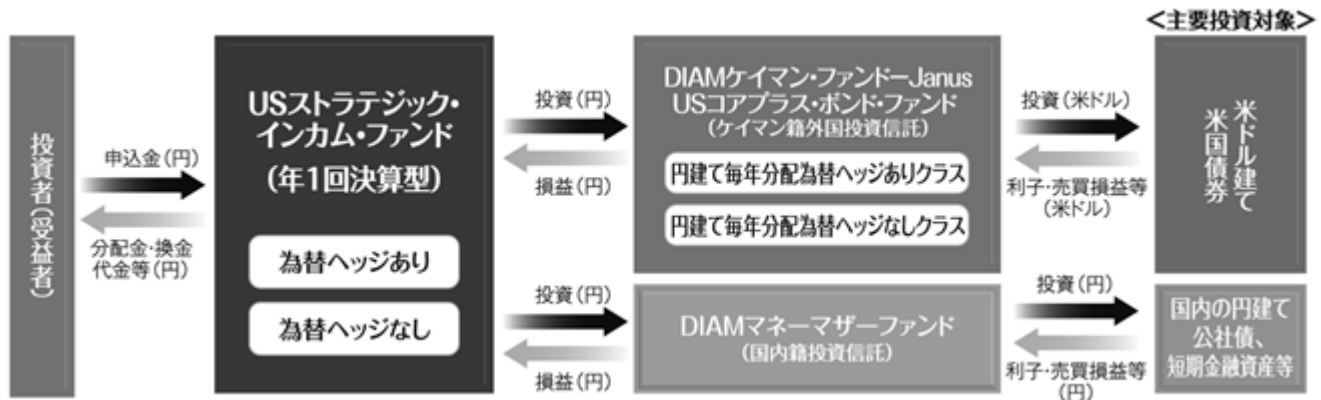 <主要投資対象>
投資者(受益者)
申込金(円)
分配金・換金
代金等(円)
USストラテジック・
インカム・ファンド
(年1回決算型)
為替ヘッジあり
為替ヘッジなし
投資(円)
損益(円)
投資(円)
損益(円)
DIAMケイマン・ファンドーJanus
USコアプラス・ボンド・ファンド
(ケイマン籍外国投資信託)
円建て毎年分配為替ヘッジありクラス
円建て毎年分配為替ヘッジなしクラス
DIAMマネーマザーファンド
(国内籍投資信託)
投資(米ドル)
利子・売買損益等
(米ドル)
投資(円)
利子・売買損益等
(円)
米ドル建て
米国債券
国内の円建て
公社債、
短期金融資産等